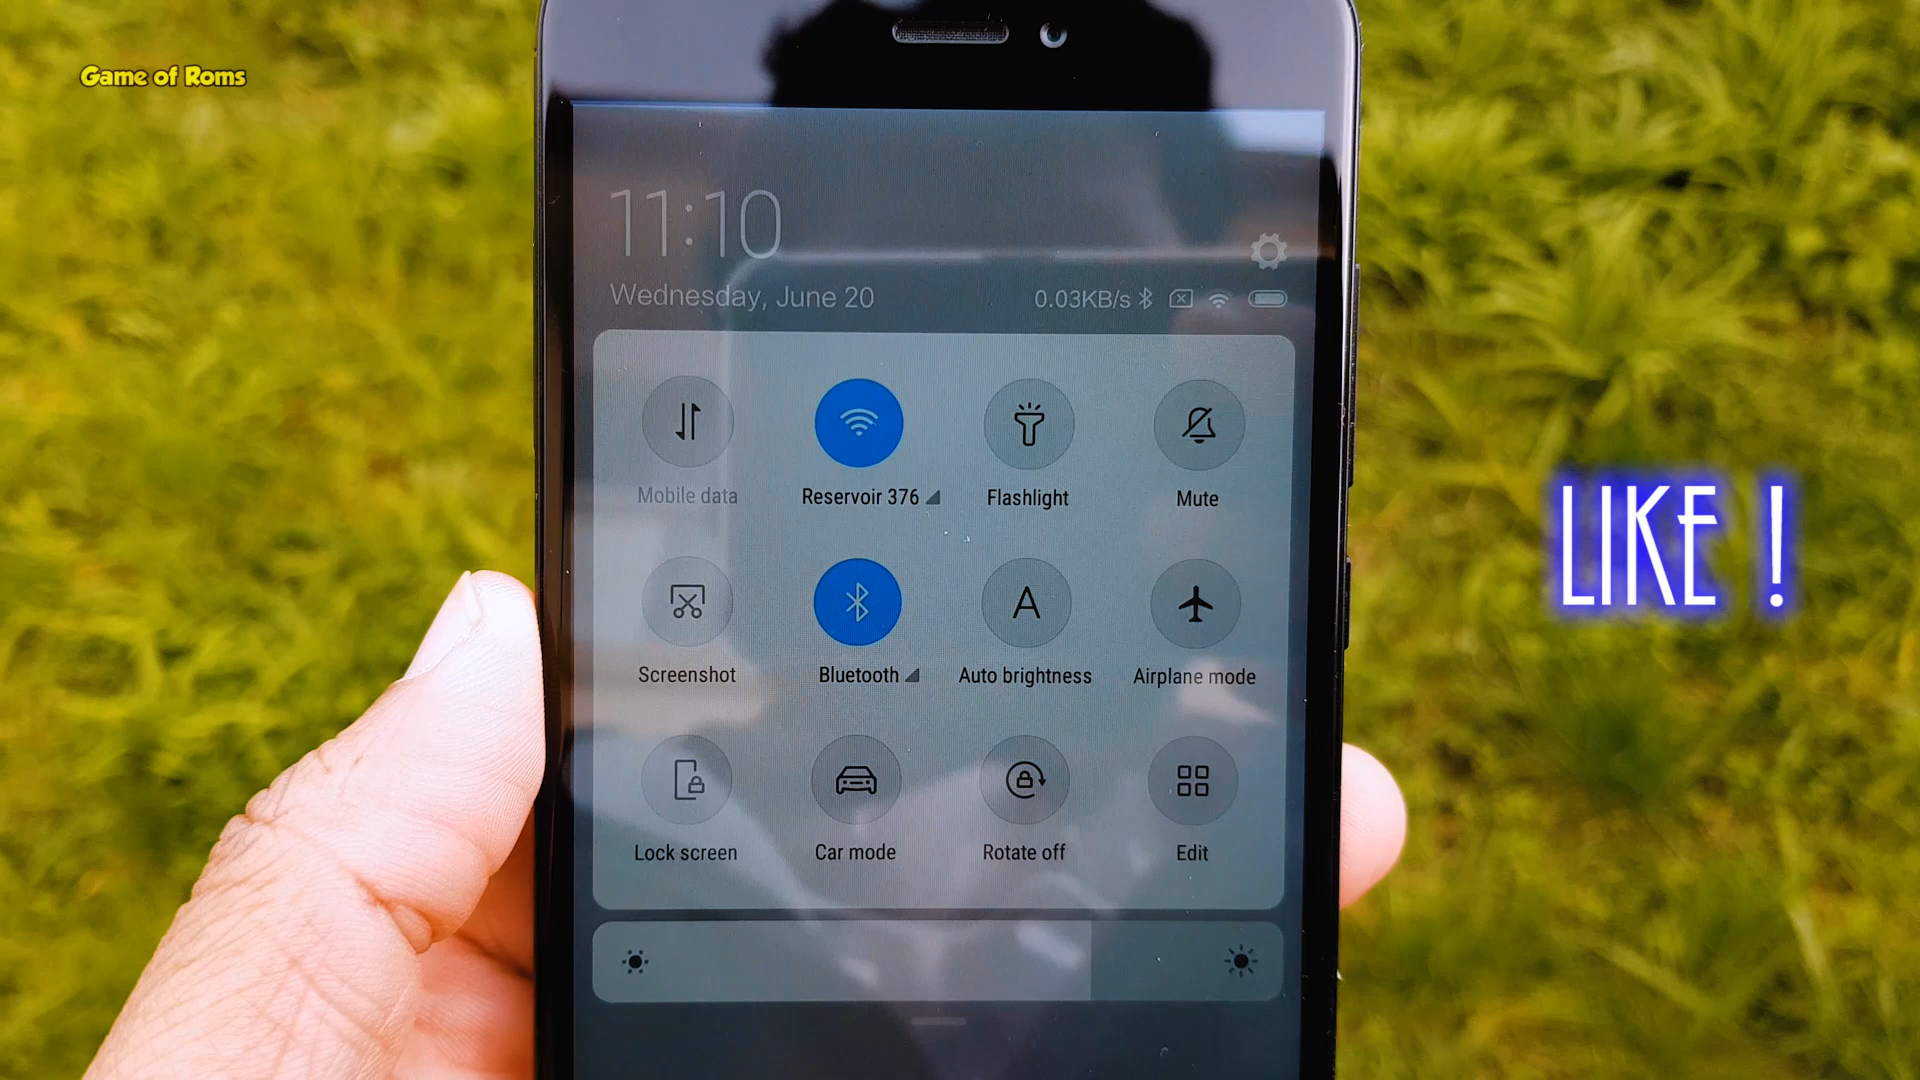 Game of Roms
11:10
Wednesday, June 20
0.03KB/s
Mobile data
Reservoir 376
Flashlight
Mute
LIKE !
Screenshot
Bluetooth
A
Auto brightness
Airplane mode
Lock screen
Car mode
Rotate off
Edit